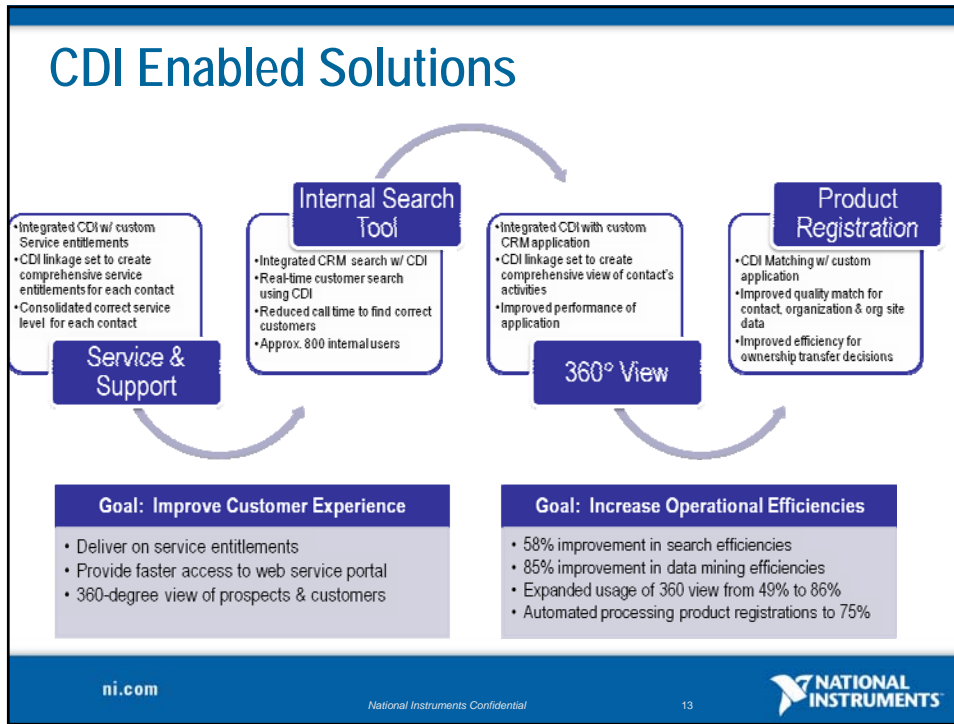 CDI Enabled Solutions
•Integrated CDI w/ custom
Service entitlements
•CDI linkage set to create
comprehensive service
entitlements for each contact
•Consolidated correct service
level for each contact
Service &
Support
Internal Search
Tool
•Integrated CRM search w/ CDI
•Real-time customer search
using CDI
•Reduced call time to find correct
customers
•Approx. 800 internal users
•Integrated CDI with custom
CRM application
•CDI linkage set to create
comprehensive view of contact's
activities
•Improved performance of
application
360° View
Product
Registration
•CDI Matching w/ custom
application
•Improved quality match for
contact, organization & org site
data
•Improved efficiency for
ownership transfer decisions
Goal: Improve Customer Experience
• Deliver on service entitlements
• Provide faster access to web service portal
• 360-degree view of prospects & customers
Goal: Increase Operational Efficiencies
• 58% improvement in search efficiencies
• 85% improvement in data mining efficiencies
• Expanded usage of 360 view from 49% to 86%
• Automated processing product registrations to 75%
ni.com
National Instruments Confidential
13
NATIONAL
INSTRUMENTS